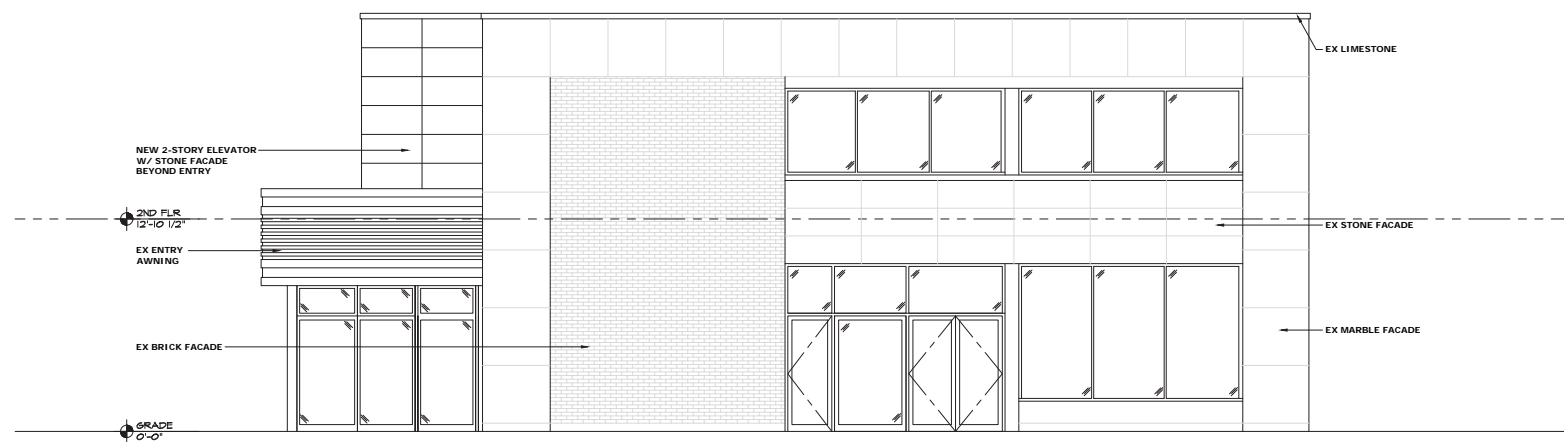 EX LIMESTONE
NEW 2-STORY ELEVATOR
W/ STONE FACADE
BEYOND ENTRY
2ND FLR
12'-10 1/2"
EX STONE FACADE
EX ENTRY
AWNING
EX MARBLE FACADE
EX BRICK FACADE
GRADE
0'-0"